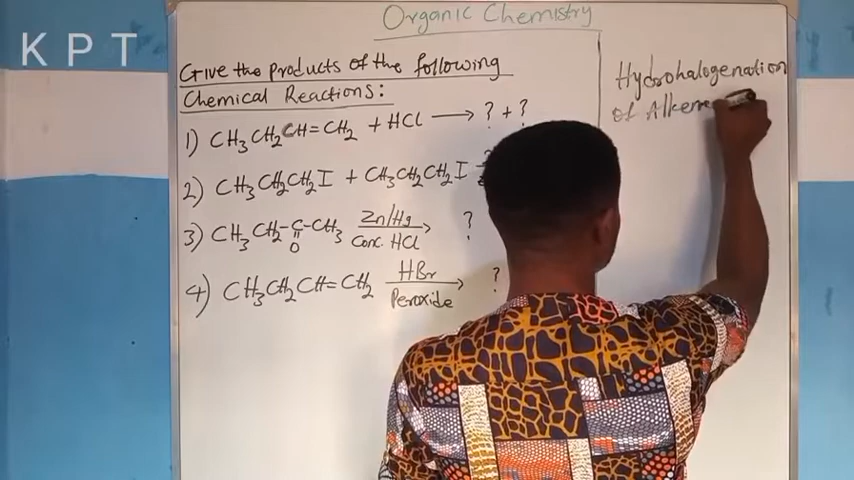 KPT
Organic Chemistry
Give the Products of the following
Chemical Reactions:
1) CH₃CH₂CH=CH₂ + HCl ⟶ ? + ?
2) CH₃CH₂CH₂I + CH₃CH₂CH₂I
3) CH₃CH₂-C-CH₃ Zn/Hg ?
O Conc. HCl
4) CH₃CH₂CH=CH₂ HBr ?
Peroxide
Hydrohalogenation
of Alkene